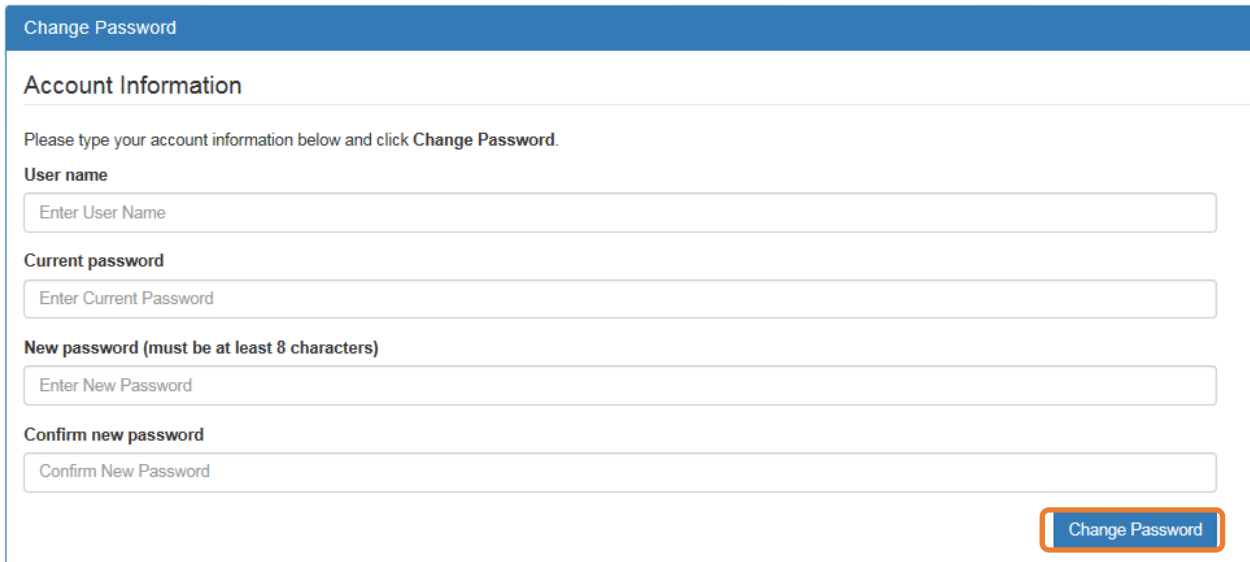 Change Password
Account Information
Please type your account information below and click Change Password.
User name
Enter User Name
Current password
Enter Current Password
New password (must be at least 8 characters)
Enter New Password
Confirm new password
Confirm New Password
Change Password